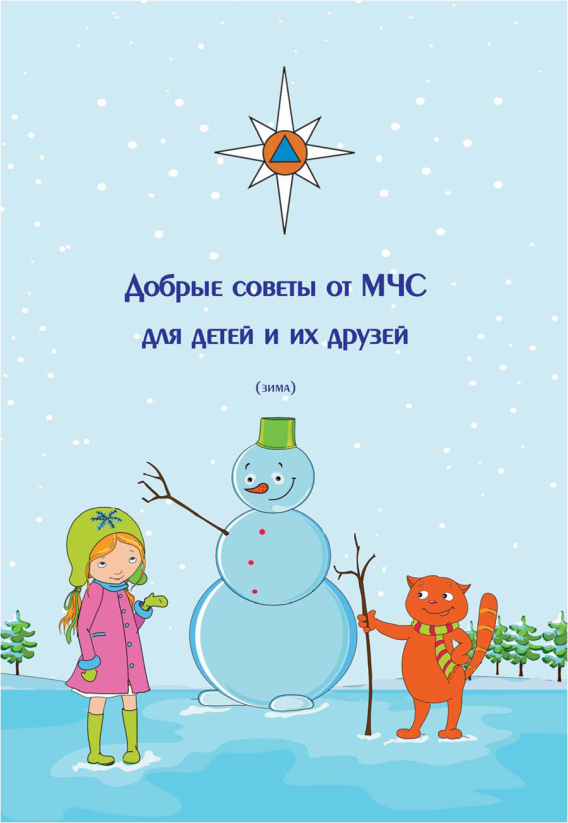 Добрые советы от МЧС
для детей и их друзей
(зима)